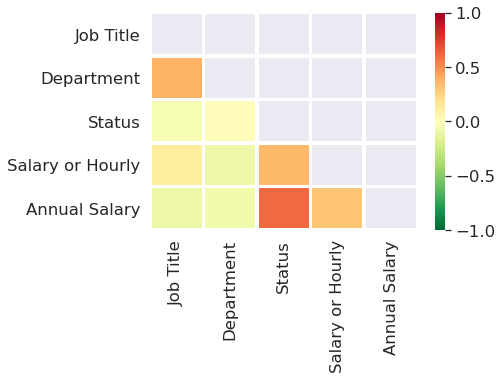 Job Title
Department
Status
Salary or Hourly
Annual Salary
Job Title
Department
Status
Salary or Hourly
Annual Salary
1.0
0.5
0.0
−0.5
−1.0